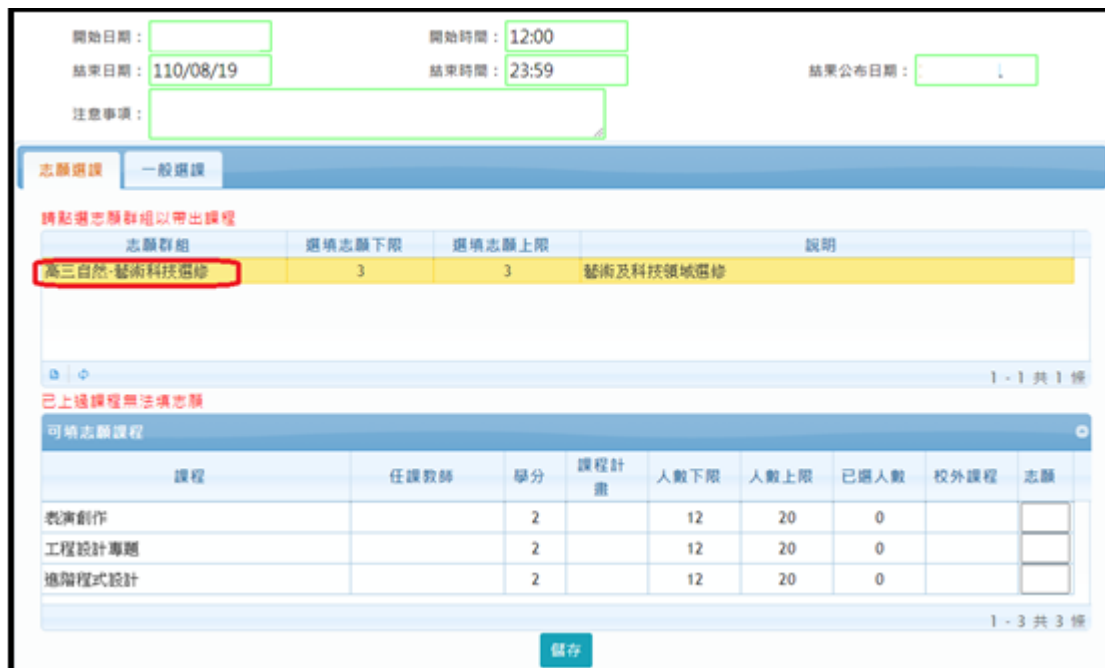 開始日期： 開始時間： 12:00
結束日期： 110/08/19 結束時間： 23:59 結果公布日期：
注意事項：
志願選課 一般選課
請點選志願群組以帶出課程
志願群組 選填志願下限 選填志願上限 說明
高三自然-藝術科技選修 3 3 藝術及科技領域選修
1 - 1 共 1 條
已上過課程無法填志願
可填志願課程
課程 任課教師 學分 課程計畫 人數下限 人數上限 已選人數 校外課程 志願
表演創作 2 12 20 0
工程設計專題 2 12 20 0
進階程式設計 2 12 20 0
1 - 3 共 3 條
儲存